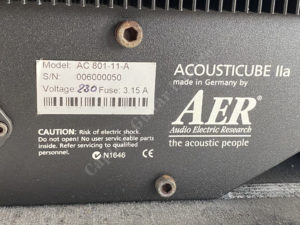 Model: AC 801-11-A
S/N: 006000050
Voltage: 230 Fuse: 3.15 A
ACOUSTICUBE IIa
made in Germany by
AER
Audio Electric Research
the acoustic people
CAUTION: Risk of electric shock.
Do not open! No user serviceable parts
inside. Refer servicing to qualified
personnel.
CE
N1646